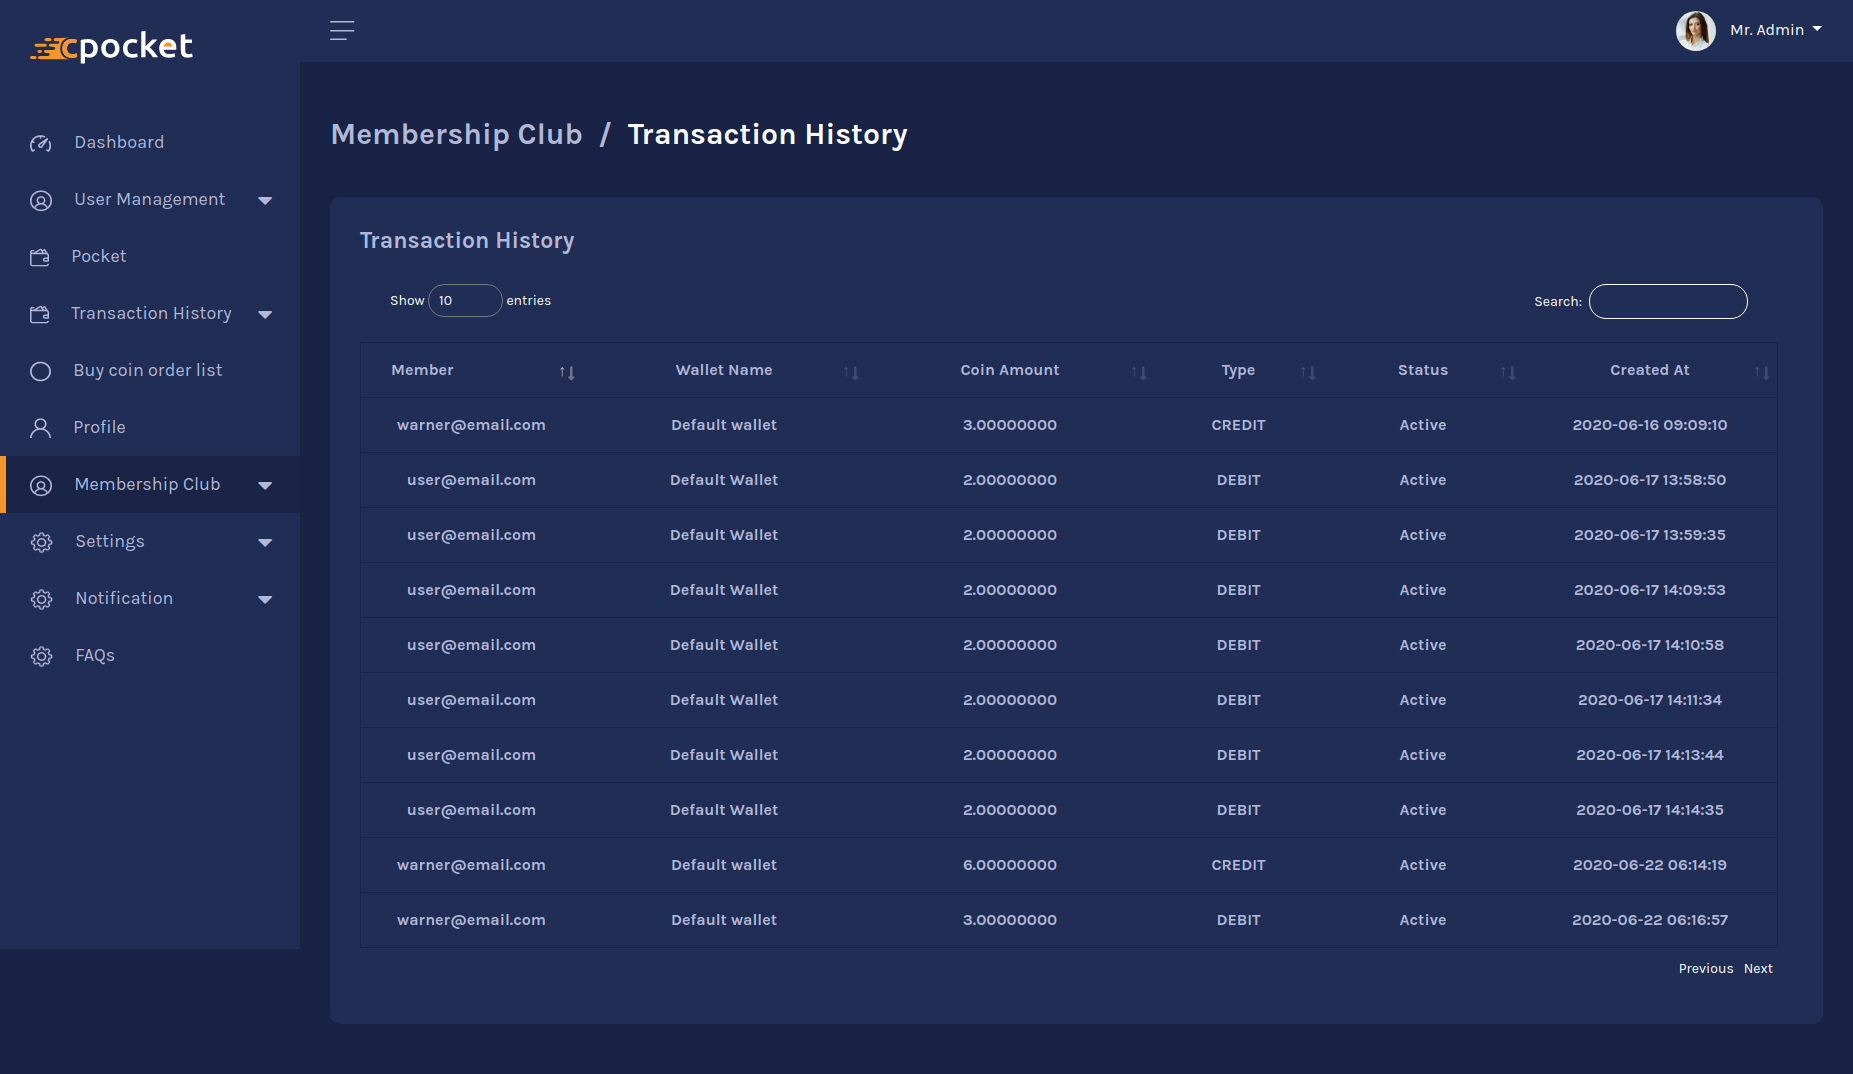 cpocket
Mr. Admin
Dashboard
User Management
Pocket
Transaction History
Buy coin order list
Profile
Membership Club
Settings
Notification
FAQs
Membership Club / Transaction History
Transaction History
Show 10 entries
Search:
Member Wallet Name Coin Amount Type Status Created At
warner@email.com Default wallet 3.00000000 CREDIT Active 2020-06-16 09:09:10
user@email.com Default Wallet 2.00000000 DEBIT Active 2020-06-17 13:58:50
user@email.com Default Wallet 2.00000000 DEBIT Active 2020-06-17 13:59:35
user@email.com Default Wallet 2.00000000 DEBIT Active 2020-06-17 14:09:53
user@email.com Default Wallet 2.00000000 DEBIT Active 2020-06-17 14:10:58
user@email.com Default Wallet 2.00000000 DEBIT Active 2020-06-17 14:11:34
user@email.com Default Wallet 2.00000000 DEBIT Active 2020-06-17 14:13:44
user@email.com Default Wallet 2.00000000 DEBIT Active 2020-06-17 14:14:35
warner@email.com Default wallet 6.00000000 CREDIT Active 2020-06-22 06:14:19
warner@email.com Default wallet 3.00000000 DEBIT Active 2020-06-22 06:16:57
Previous Next